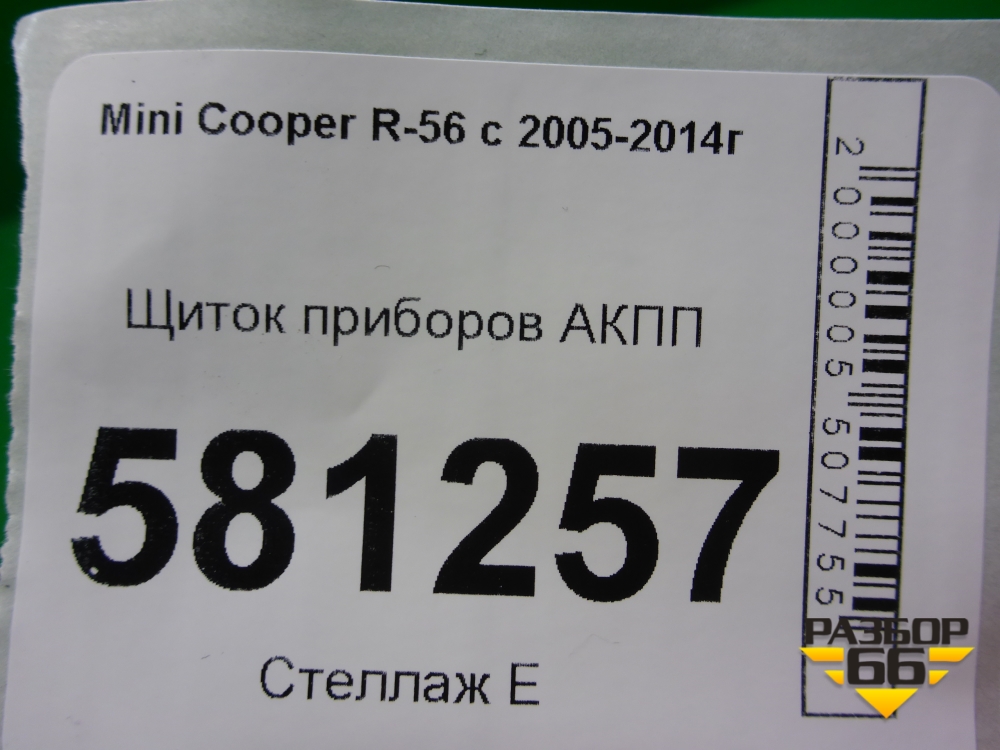 Mini Cooper R-56 с 2005-2014г
Щиток приборов АКПП
581257
Стеллаж Е
2000005507755
РАЗБОР
66